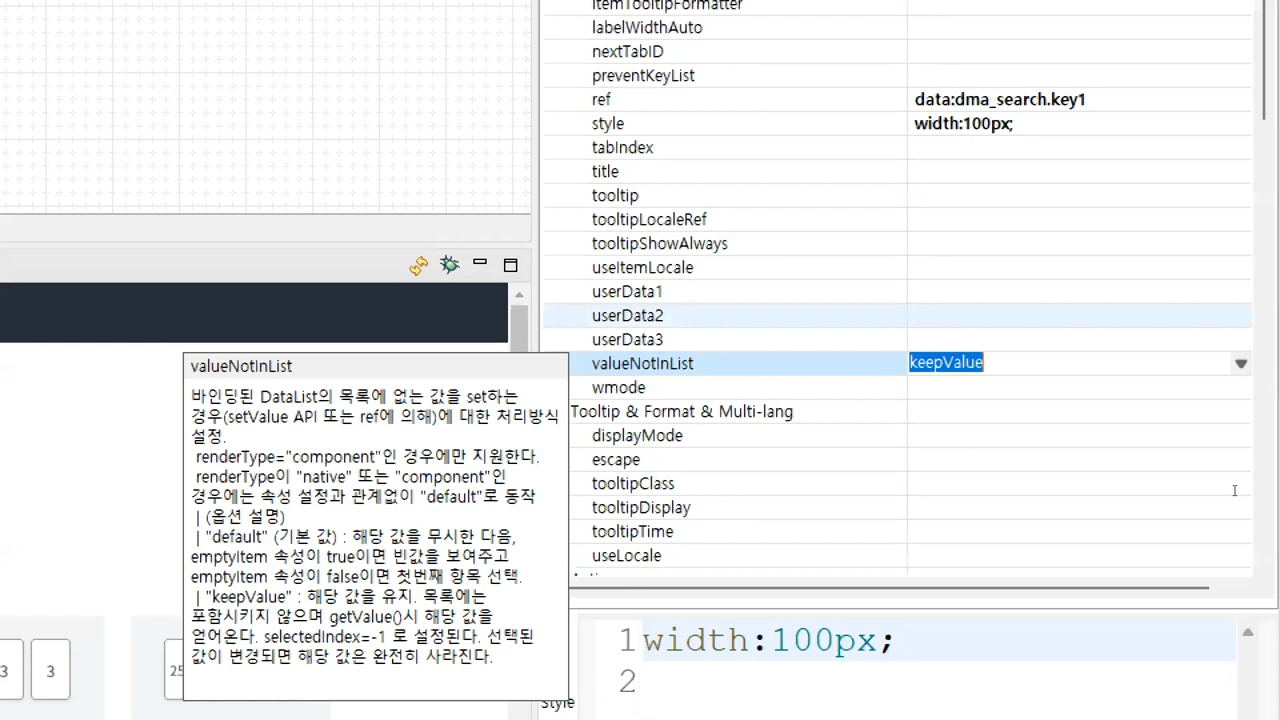 itemTooltipFormatter
labelWidthAuto
nextTabID
preventKeyList
ref data:dma_search.key1
style width:100px;
tabIndex
title
tooltip
tooltipLocaleRef
tooltipShowAlways
useItemLocale
userData1
userData2
userData3
valueNotInList keepValue
wmode
Tooltip & Format & Multi-lang
displayMode
escape
tooltipClass
tooltipDisplay
tooltipTime
useLocale
valueNotInList
바인딩된 DataList의 목록에 없는 값을 set하는
경우(setValue API 또는 ref에 의해)에 대한 처리방식
설정.
renderType="component"인 경우에만 지원한다.
renderType이 "native" 또는 "component"인
경우에는 속성 설정과 관계없이 "default"로 동작
| (옵션 설명)
| "default" (기본 값) : 해당 값을 무시한 다음,
emptyItem 속성이 true이면 빈값을 보여주고
emptyItem 속성이 false이면 첫번째 항목 선택.
| "keepValue" : 해당 값을 유지. 목록에는
포함시키지 않으며 getValue()시 해당 값을
얻어온다. selectedIndex=-1 로 설정된다. 선택된
값이 변경되면 해당 값은 완전히 사라진다.
3
3
25
1 width:100px;
2
Style